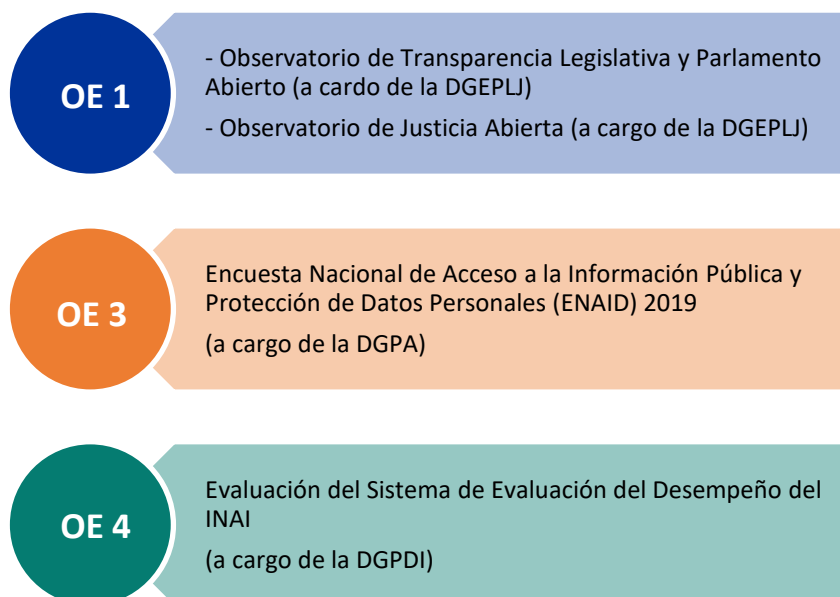 OE 1
- Observatorio de Transparencia Legislativa y Parlamento
Abierto (a cardo de la DGEPLJ)
- Observatorio de Justicia Abierta (a cargo de la DGEPLJ)
OE 3
Encuesta Nacional de Acceso a la Información Pública y
Protección de Datos Personales (ENAID) 2019
(a cargo de la DGPA)
OE 4
Evaluación del Sistema de Evaluación del Desempeño del
INAI
(a cargo de la DGPDI)